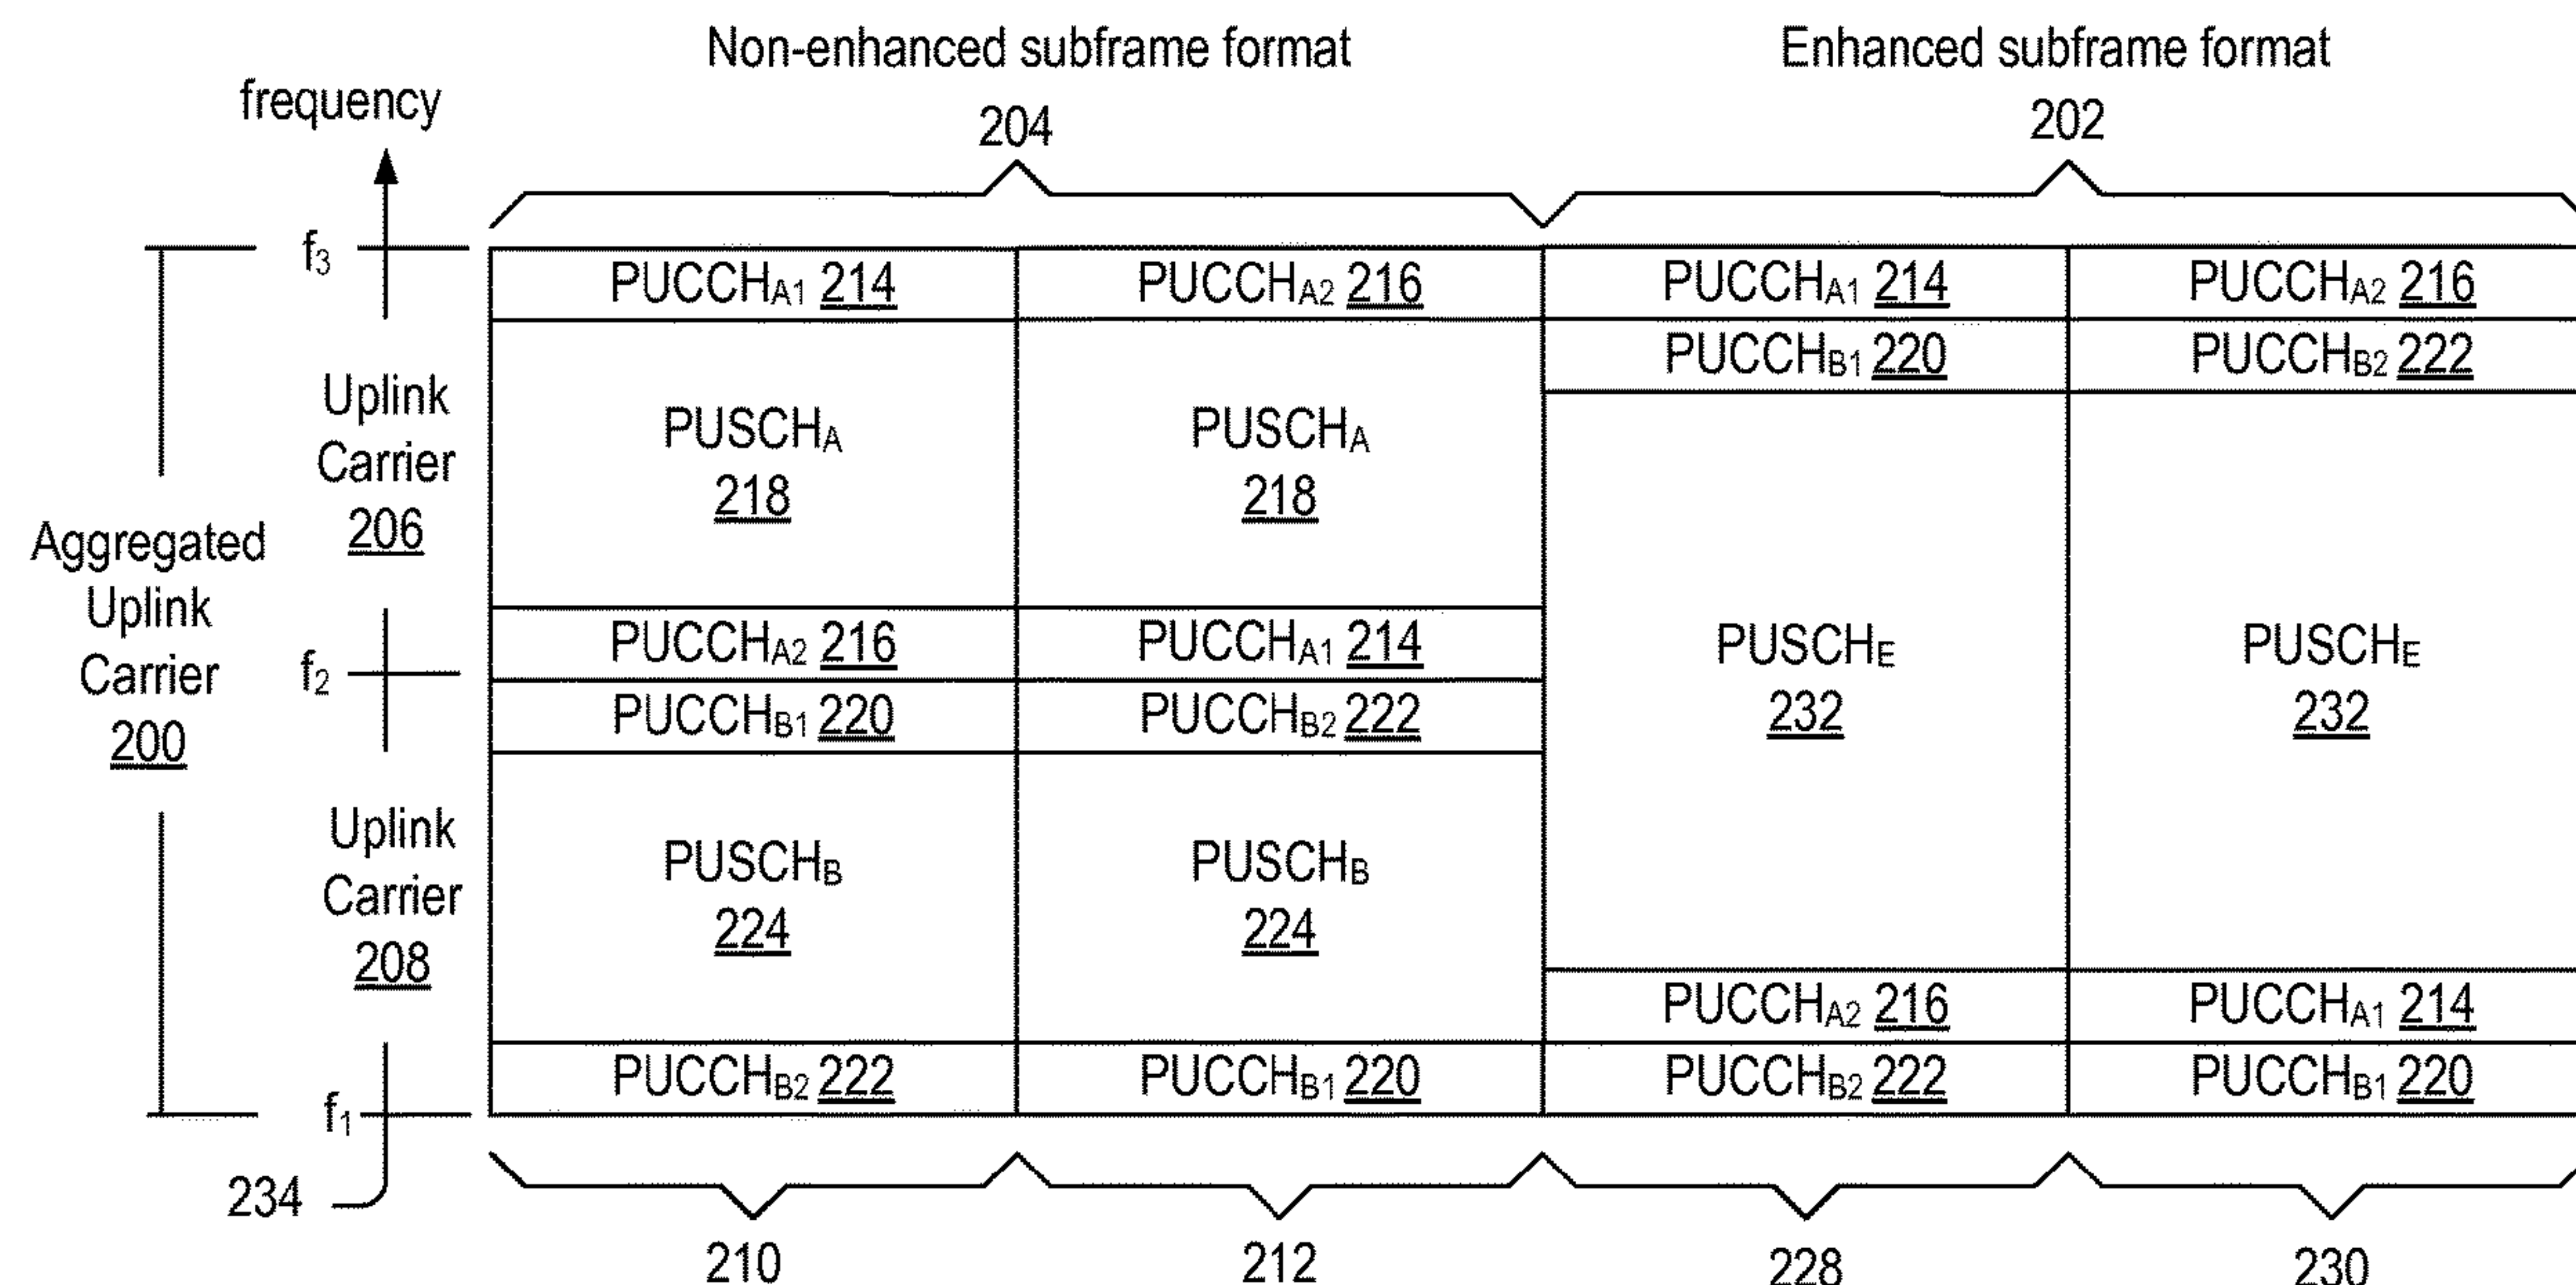 Non-enhanced subframe format
204
Enhanced subframe format
202
frequency
f3
f2
f1
234
Aggregated
Uplink
Carrier
200
Uplink
Carrier
206
Uplink
Carrier
208
PUCCHA1 214
PUSCHA
218
PUCCHA2 216
PUCCHB1 220
PUSCHB
224
PUCCHB2 222
PUCCHA2 216
PUSCHA
218
PUCCHA1 214
PUCCHB2 222
PUSCHB
224
PUCCHB1 220
PUCCHA1 214
PUCCHB1 220
PUSCHE
232
PUCCHA2 216
PUCCHB2 222
PUCCHA2 216
PUCCHB2 222
PUSCHE
232
PUCCHA1 214
PUCCHB1 220
210
212
228
230